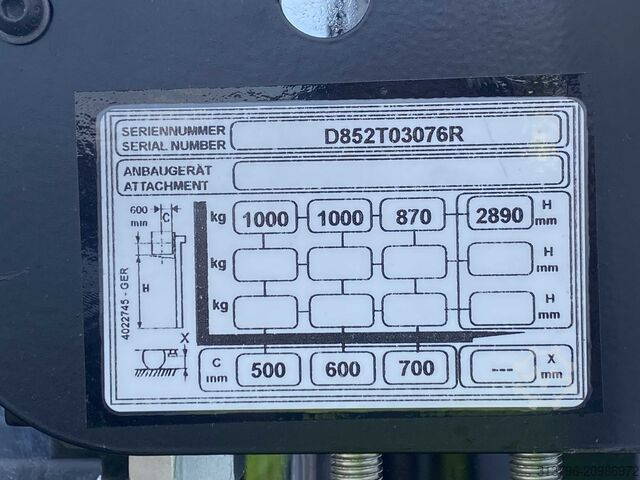 SERIENNUMMER
SERIAL NUMBER
D852T03076R
ANBAUGERÄT
ATTACHMENT
600
min
C
H
X
4022745 - GER
kg 1000 1000 870 2890 H
mm
kg H
mm
kg H
mm
C
mm 500 600 700 ---- X
mm